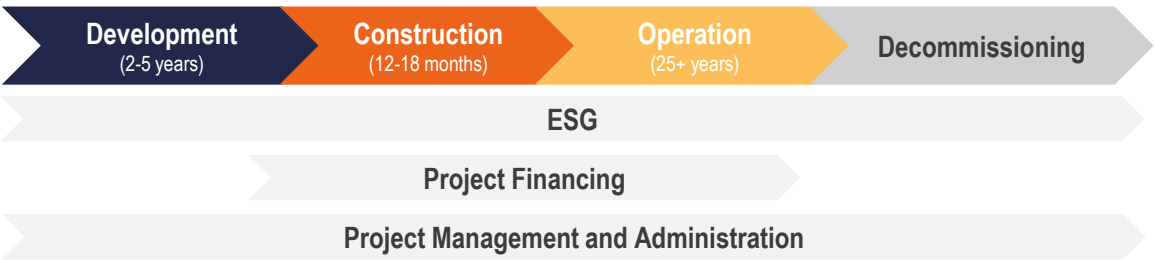 Development
(2-5 years)
Construction
(12-18 months)
Operation
(25+ years)
Decommissioning
ESG
Project Financing
Project Management and Administration